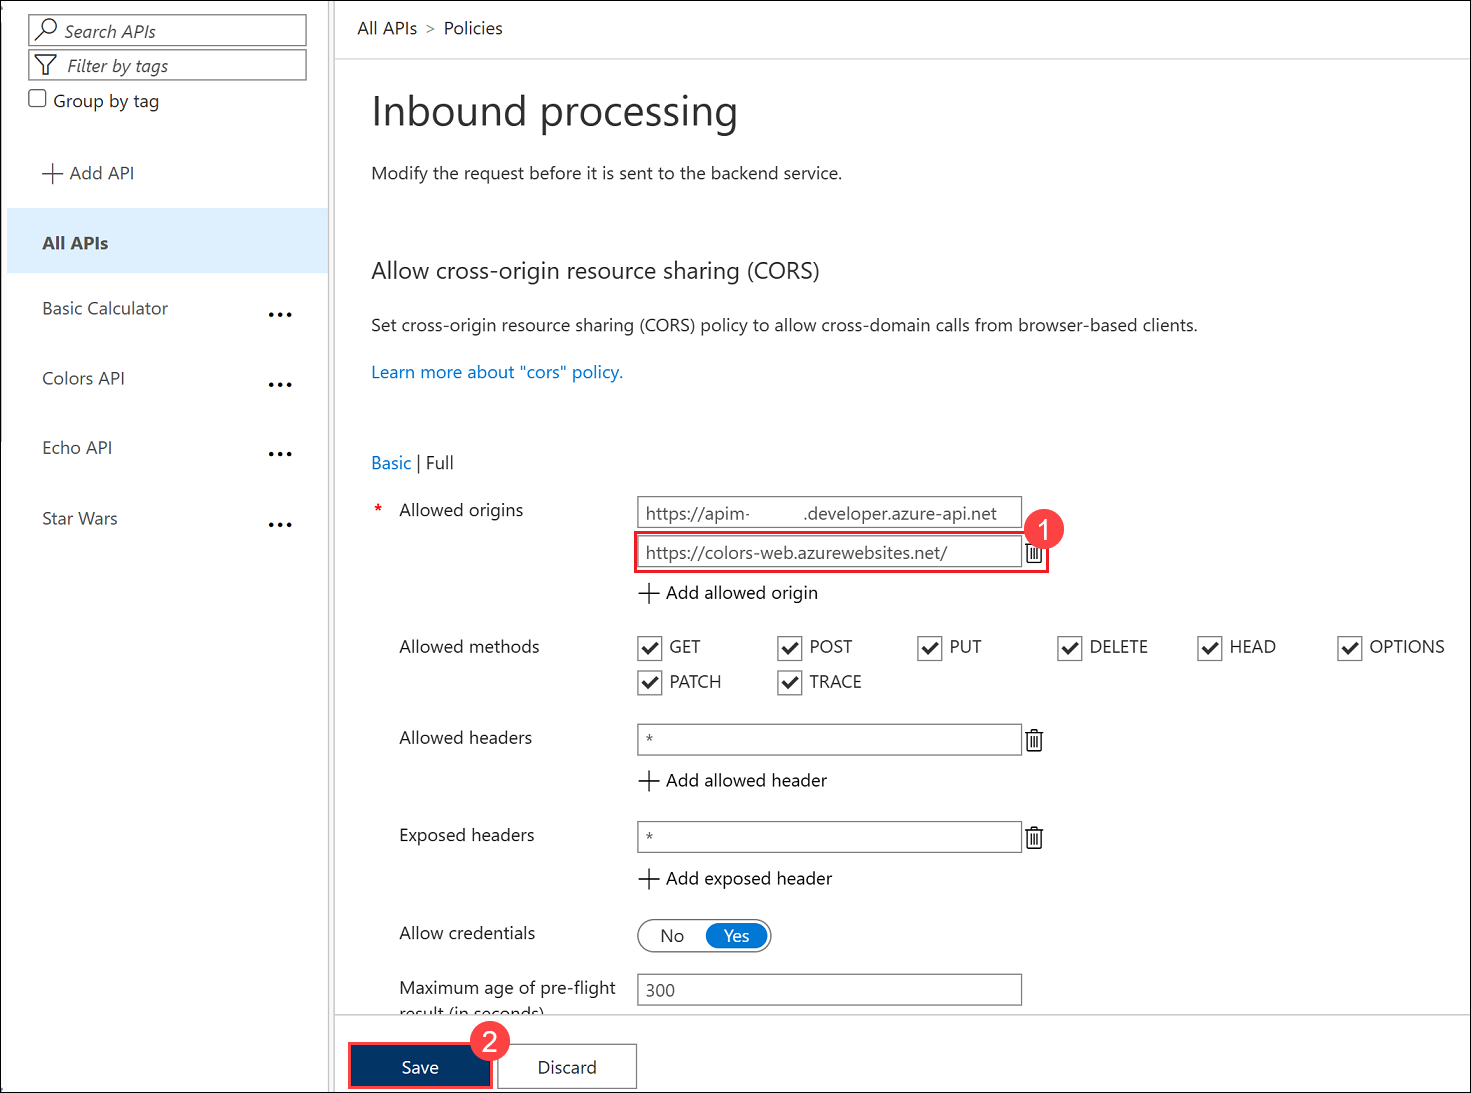 Search APIs
Filter by tags
Group by tag
Add API
All APIs
Basic Calculator
Colors API
Echo API
Star Wars
All APIs > Policies
Inbound processing
Modify the request before it is sent to the backend service.
Allow cross-origin resource sharing (CORS)
Set cross-origin resource sharing (CORS) policy to allow cross-domain calls from browser-based clients.
Learn more about "cors" policy.
Basic | Full
* Allowed origins
https://apim- .developer.azure-api.net
1
https://colors-web.azurewebsites.net/
Add allowed origin
Allowed methods
GET POST PUT DELETE HEAD OPTIONS
PATCH TRACE
Allowed headers
*
Add allowed header
Exposed headers
*
Add exposed header
Allow credentials
No Yes
Maximum age of pre-flight
result (in seconds)
300
2
Save Discard